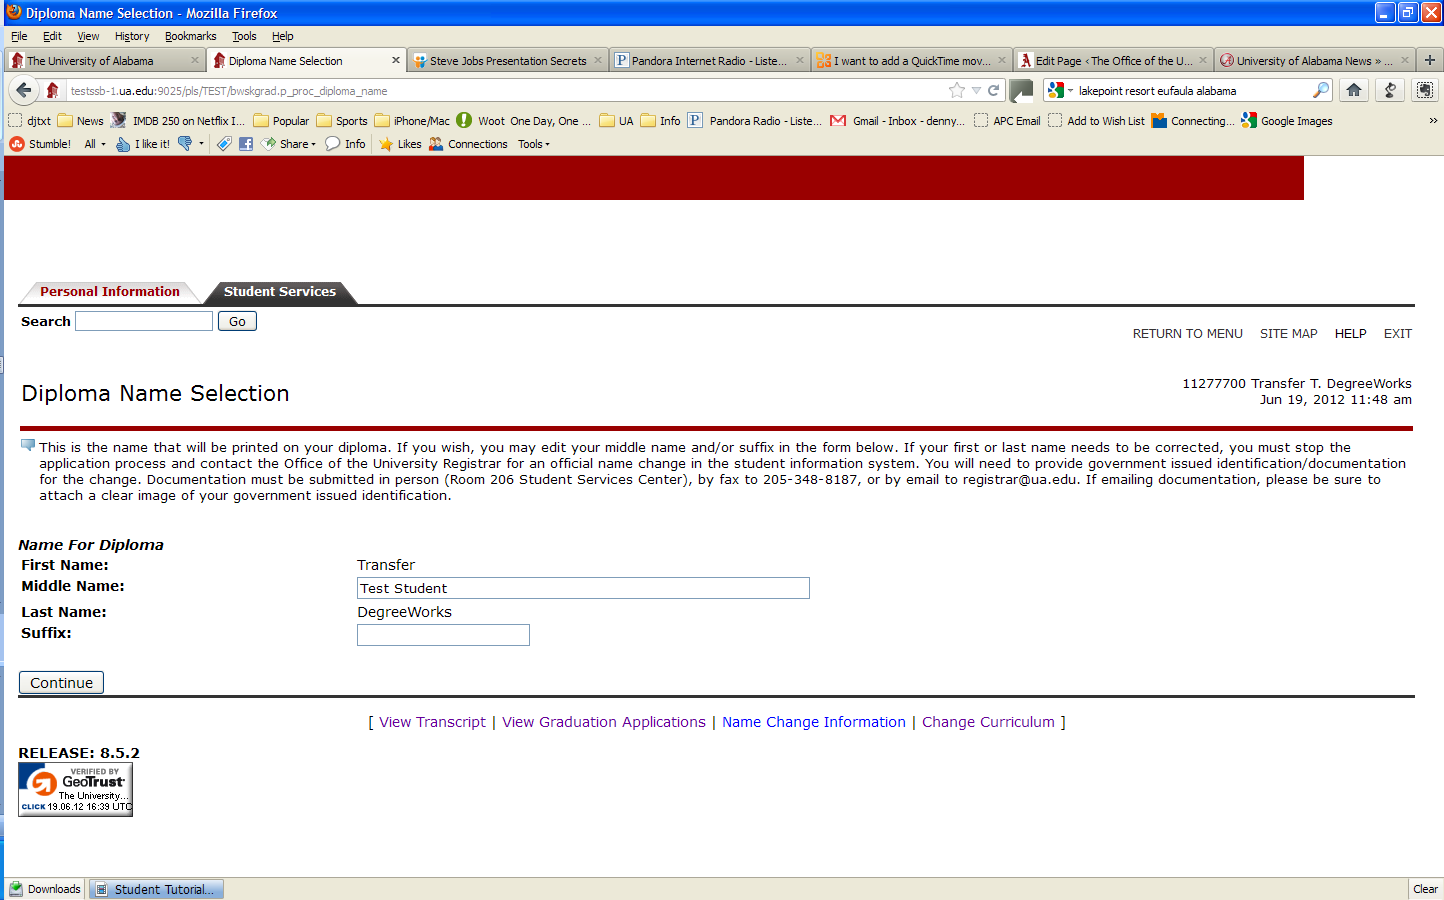 Diploma Name Selection - Mozilla Firefox
File Edit View History Bookmarks Tools Help
The University of Alabama Diploma Name Selection Steve Jobs Presentation Secrets Pandora Internet Radio - Liste... I want to add a QuickTime mov... Edit Page ‹ The Office of the U... University of Alabama News » ...
testssb-1.ua.edu:9025/pls/TEST/bwskgrad.p_proc_diploma_name lakepoint resort eufaula alabama
djtxt News IMDB 250 on Netflix I... Popular Sports iPhone/Mac Woot One Day, One ... UA Info Pandora Radio - Liste... Gmail - Inbox - denny... APC Email Add to Wish List Connecting... Google Images »
Stumble! All I like it! Share Info Likes Connections Tools
Personal Information Student Services
Search Go
RETURN TO MENU SITE MAP HELP EXIT
Diploma Name Selection
11277700 Transfer T. DegreeWorks
Jun 19, 2012 11:48 am
This is the name that will be printed on your diploma. If you wish, you may edit your middle name and/or suffix in the form below. If your first or last name needs to be corrected, you must stop the
application process and contact the Office of the University Registrar for an official name change in the student information system. You will need to provide government issued identification/documentation
for the change. Documentation must be submitted in person (Room 206 Student Services Center), by fax to 205-348-8187, or by email to registrar@ua.edu. If emailing documentation, please be sure to
attach a clear image of your government issued identification.
Name For Diploma
First Name: Transfer
Middle Name: Test Student
Last Name: DegreeWorks
Suffix:
Continue
[ View Transcript | View Graduation Applications | Name Change Information | Change Curriculum ]
RELEASE: 8.5.2
VERIFIED BY
GeoTrust
The University...
CLICK 19.06.12 16:39 UTC
Downloads Student Tutorial... Clear